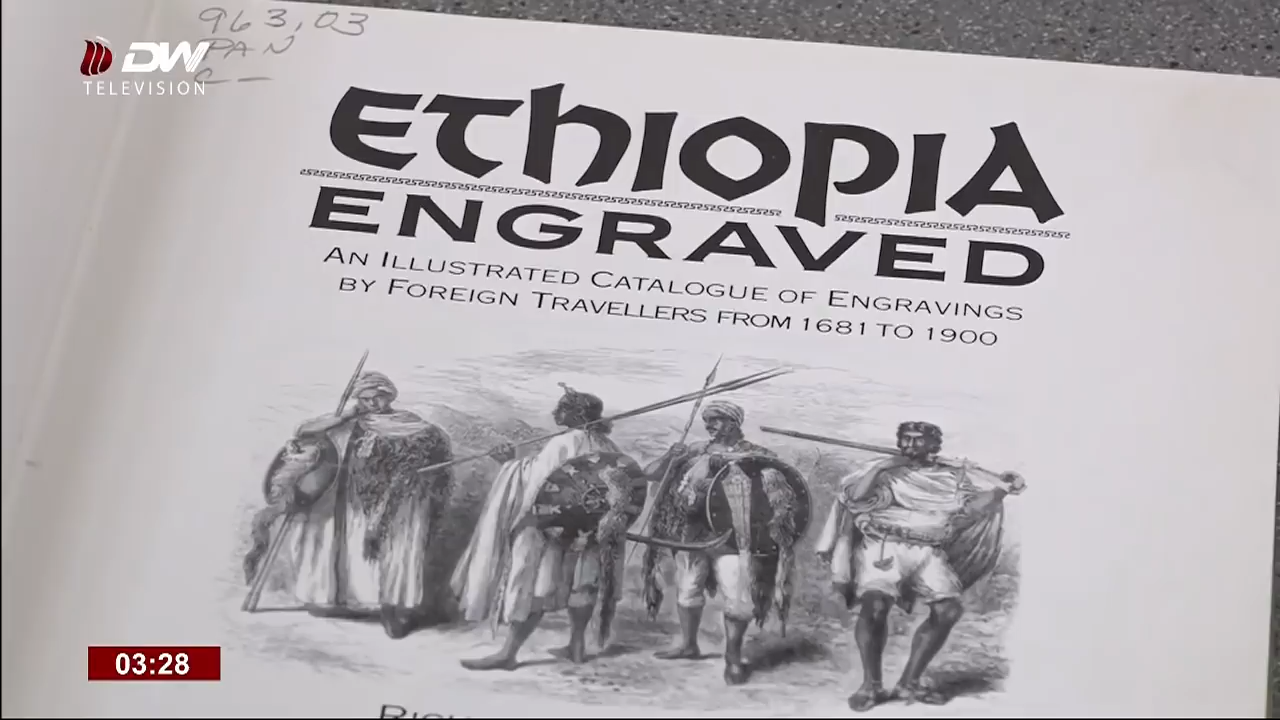 963,03
PAN
C —
DW
TELEVISION
ETHIOPIA
ENGRAVED
AN ILLUSTRATED CATALOGUE OF ENGRAVINGS
BY FOREIGN TRAVELLERS FROM 1681 TO 1900
03:28